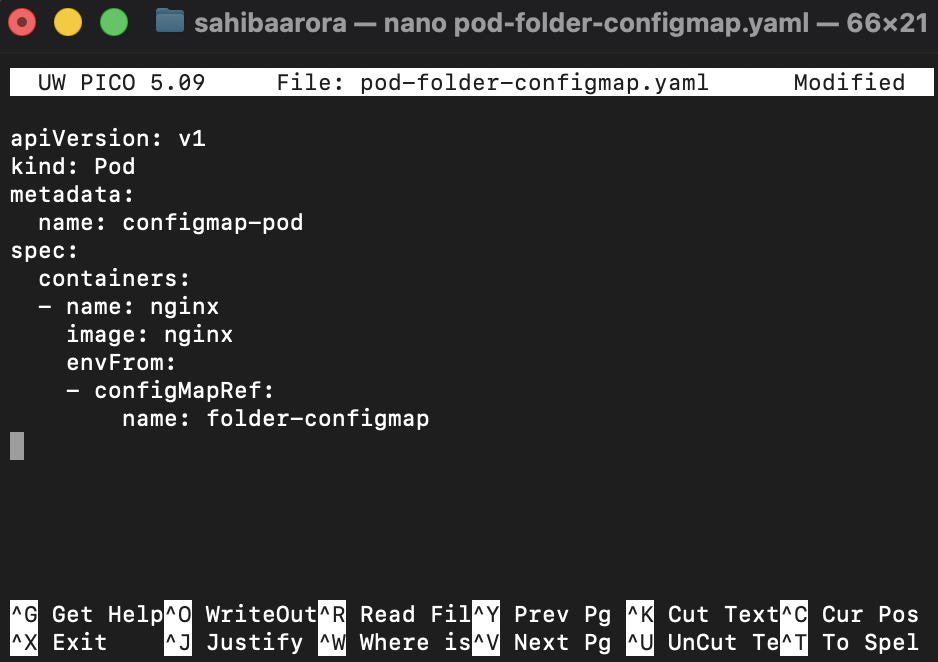 sahibaarora — nano pod-folder-configmap.yaml — 66×21
UW PICO 5.09 File: pod-folder-configmap.yaml Modified
apiVersion: v1
kind: Pod
metadata:
  name: configmap-pod
spec:
  containers:
  - name: nginx
    image: nginx
    envFrom:
    - configMapRef:
        name: folder-configmap
^G Get Help^O WriteOut^R Read Fil^Y Prev Pg ^K Cut Text^C Cur Pos
^X Exit ^J Justify ^W Where is^V Next Pg ^U UnCut Te^T To Spel